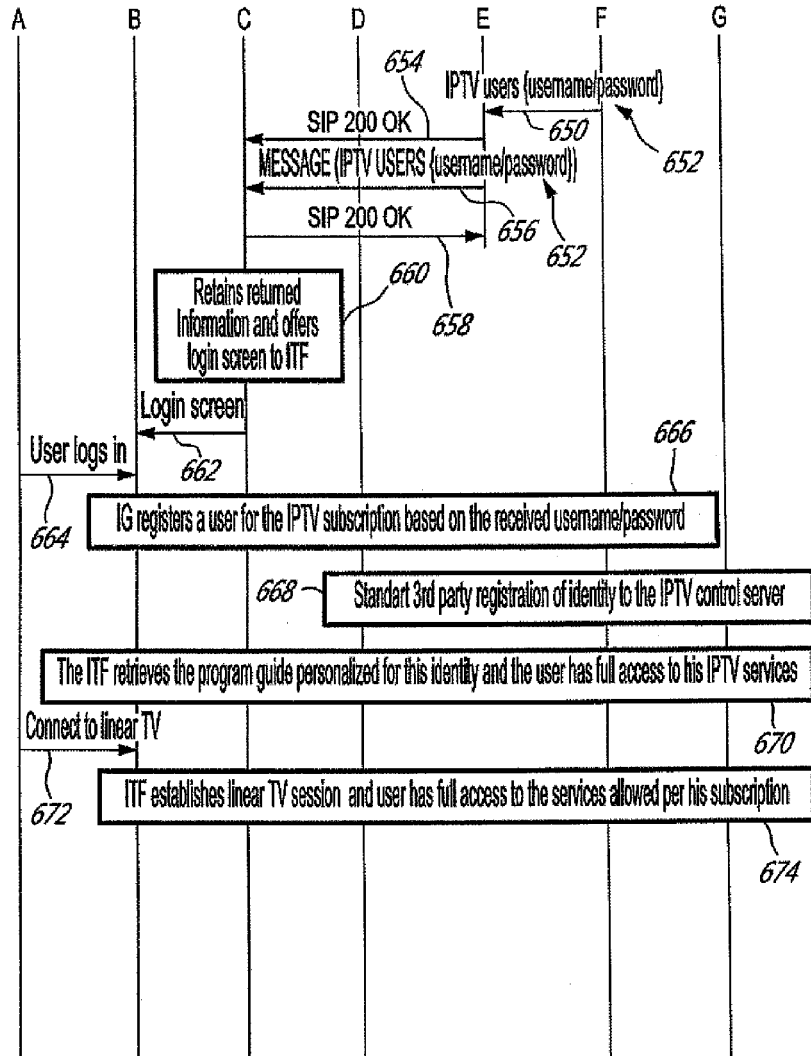 A B C D E F G
654
IPTV users {username/password}
SIP 200 OK
650
652
MESSAGE (IPTV USERS {username/password})
656
SIP 200 OK
652
658
660
Retains returned
Information and offers
login screen to ITF
Login screen
662
User logs in
664
666
IG registers a user for the IPTV subscription based on the received username/password
668
Standart 3rd party registration of identity to the IPTV control server
The ITF retrieves the program guide personalized for this identity and the user has full access to his IPTV services
670
Connect to linear TV
672
ITF establishes linear TV session and user has full access to the services allowed per his subscription
674